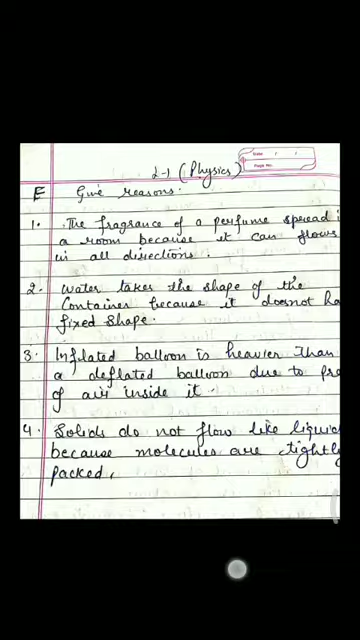 L-1 (Physics)
Date / /
Page No.
E Give reasons.
1. The fragrance of a perfume spread i
a room because it can flows
in all directions.
2. Water takes the shape of the
Container because it doesnot ha
fixed shape.
3. Inflated balloon is heavier than
a deflated balloon due to pre
of air inside it.
4. Solids do not flow like liquid
because molecules are tightly
packed.